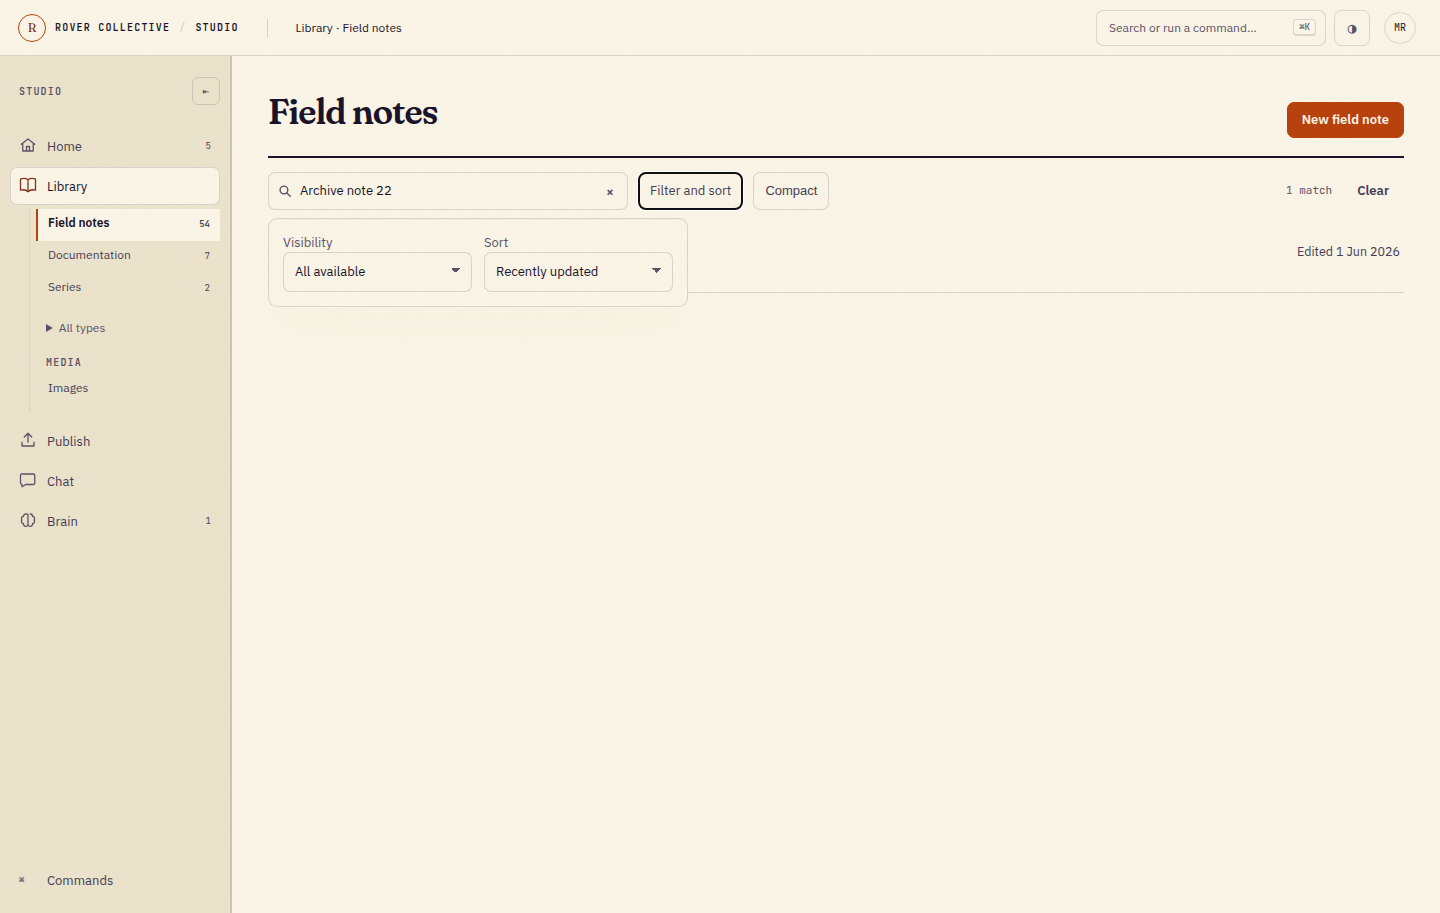 R ROVER COLLECTIVE / STUDIO
Library · Field notes
Search or run a command... ⌘K
◑
MR
STUDIO
⇤
Home 5
Library
Field notes 54
Documentation 7
Series 2
▶ All types
MEDIA
Images
Publish
Chat
Brain 1
⌘ Commands
Field notes
New field note
Archive note 22 ×
Filter and sort
Compact
1 match
Clear
Visibility
All available
Sort
Recently updated
Edited 1 Jun 2026